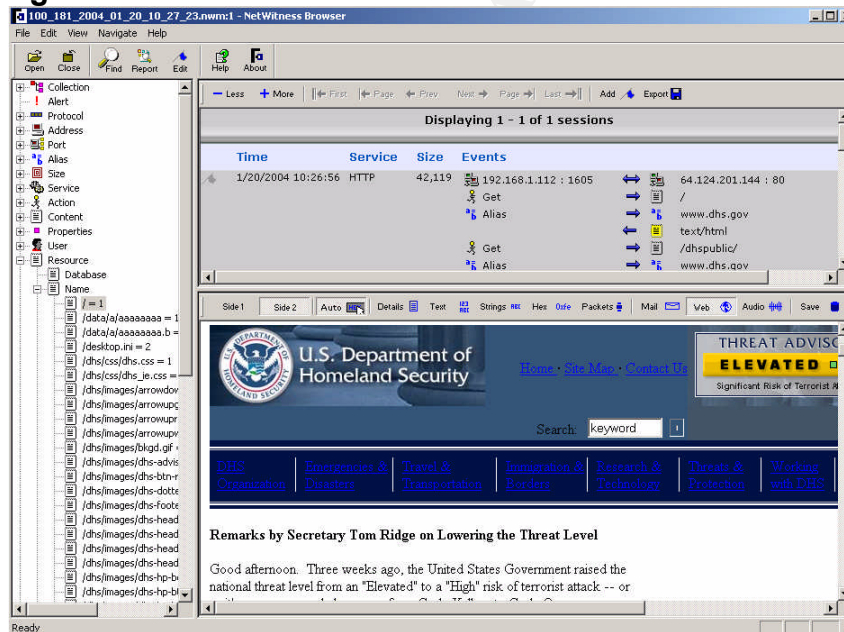 100_181_2004_01_20_10_27_23.nwm:1 - NetWitness Browser
File Edit View Navigate Help
Open Close Find Report Edit Help About
Collection
Alert
Protocol
Address
Port
Alias
Size
Service
Action
Content
Properties
User
Resource
Database
Name
/ = 1
/data/a/aaaaaaa = 1
/data/a/aaaaaaaa.b =
/desktop.ini = 2
/dhs/css/dhs.css = 1
/dhs/css/dhs_ie.css =
/dhs/images/arrowdow
/dhs/images/arrowupg
/dhs/images/arrowupr
/dhs/images/arrowupw
/dhs/images/bkgd.gif =
/dhs/images/dhs-advis
/dhs/images/dhs-btn-r
/dhs/images/dhs-dotte
/dhs/images/dhs-foote
/dhs/images/dhs-head
/dhs/images/dhs-head
/dhs/images/dhs-head
/dhs/images/dhs-head
/dhs/images/dhs-hp-b
/dhs/images/dhs-hp-bl
Less More First Page Prev Next Page Last Add Export
Displaying 1 - 1 of 1 sessions
Time Service Size Events
1/20/2004 10:26:56 HTTP 42,119 192.168.1.112 : 1605 64.124.201.144 : 80
Get /
Alias www.dhs.gov
text/html
Get /dhspublic/
Alias www.dhs.gov
Side 1 Side 2 Auto Details Text Strings Hex Packets Mail Web Audio Save
U.S. Department of
Homeland Security
Home · Site Map · Contact Us
THREAT ADVISO
ELEVATED
Significant Risk of Terrorist
Search: keyword
DHS Organization
Emergencies & Disasters
Travel & Transportation
Immigration & Borders
Research & Technology
Threats & Protection
Working with DHS
Remarks by Secretary Tom Ridge on Lowering the Threat Level
Good afternoon. Three weeks ago, the United States Government raised the
national threat level from an "Elevated" to a "High" risk of terrorist attack -- or
Ready